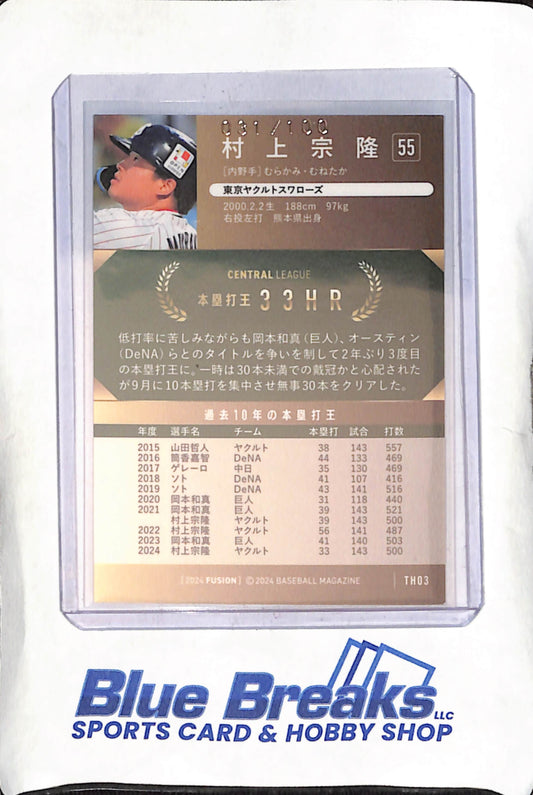 031/100
村上宗隆 55
[内野手] むらかみ・むねたか
東京ヤクルトスワローズ
2000.2.2生 188cm 97kg
右投左打 熊本県出身
CENTRAL LEAGUE
本塁打王 33HR
低打率に苦しみながらも岡本和真(巨人)、オースティン
(DeNA)らとのタイトルを争いを制して2年ぶり3度目
の本塁打王に。一時は30本未満での戴冠かと心配された
が9月に10本塁打を集中させ無事30本をクリアした。
過去10年の本塁打王
年度 選手名 チーム 本塁打 試合 打数
2015 山田哲人 ヤクルト 38 143 557
2016 筒香嘉智 DeNA 44 133 469
2017 ゲレーロ 中日 35 130 469
2018 ソト DeNA 41 107 416
2019 ソト DeNA 43 141 516
2020 岡本和真 巨人 31 118 440
2021 岡本和真 巨人 39 143 521
村上宗隆 ヤクルト 39 143 500
2022 村上宗隆 ヤクルト 56 141 487
2023 岡本和真 巨人 41 140 503
2024 村上宗隆 ヤクルト 33 143 500
[2024 FUSION] ©2024 BASEBALL MAGAZINE TH03
Blue Breaks LLC
SPORTS CARD & HOBBY SHOP